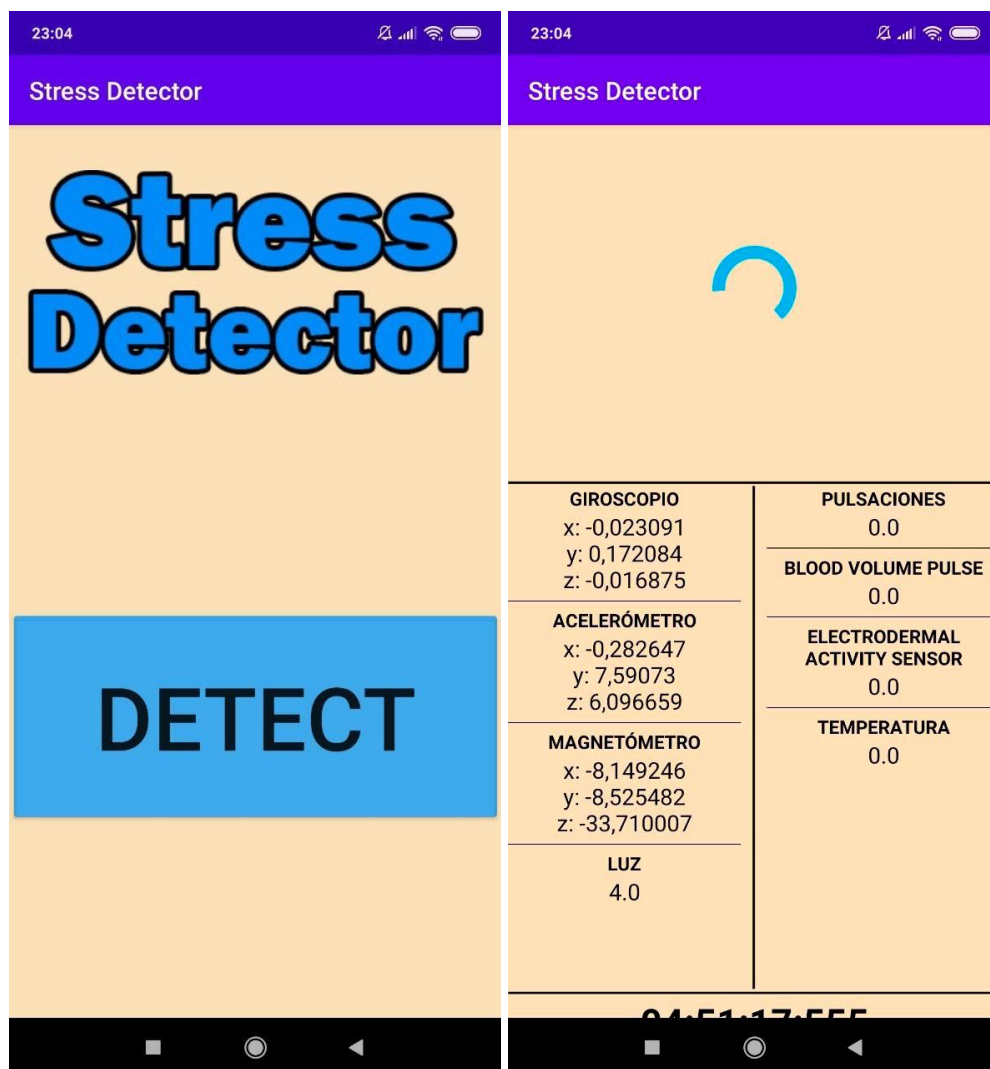 23:04
Stress Detector
Stress
Detector
DETECT
23:04
Stress Detector
GIROSCOPIO
x: -0,023091
y: 0,172084
z: -0,016875
ACELERÓMETRO
x: -0,282647
y: 7,59073
z: 6,096659
MAGNETÓMETRO
x: -8,149246
y: -8,525482
z: -33,710007
LUZ
4.0
PULSACIONES
0.0
BLOOD VOLUME PULSE
0.0
ELECTRODERMAL
ACTIVITY SENSOR
0.0
TEMPERATURA
0.0